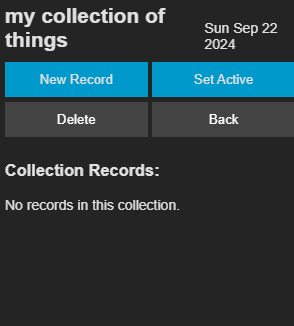 my collection of
things
Sun Sep 22
2024
New Record
Set Active
Delete
Back
Collection Records:
No records in this collection.